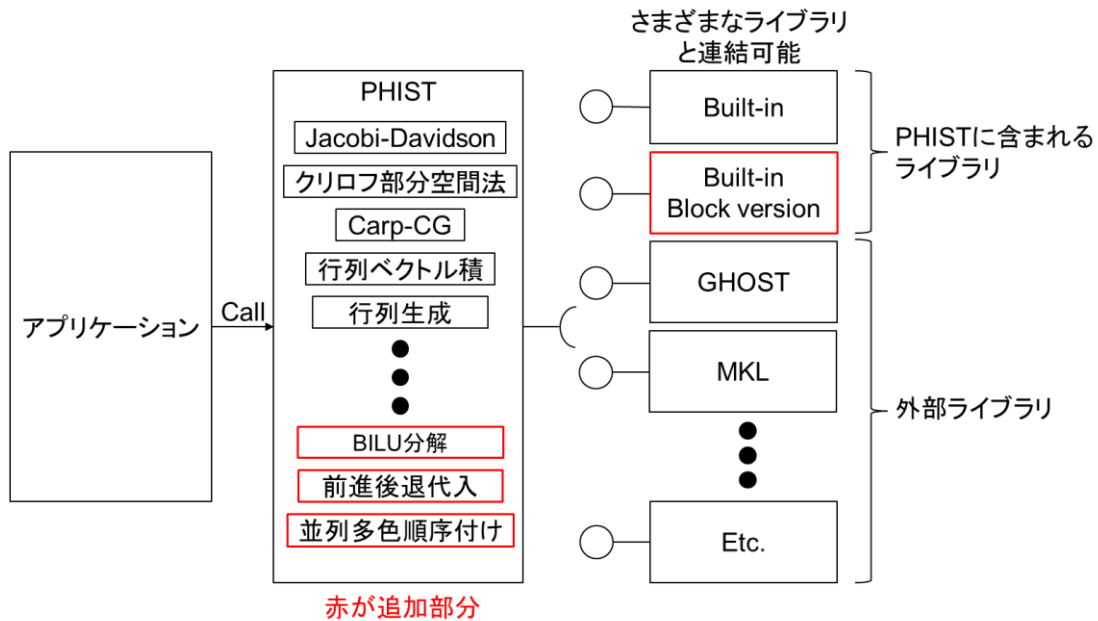 アプリケーション
Call
PHIST
Jacobi-Davidson
クリロフ部分空間法
Carp-CG
行列ベクトル積
行列生成
BILU分解
前進後退代入
並列多色順序付け
赤が追加部分
さまざまなライブラリ
と連結可能
Built-in
Built-in
Block version
GHOST
MKL
Etc.
PHISTに含まれる
ライブラリ
外部ライブラリ